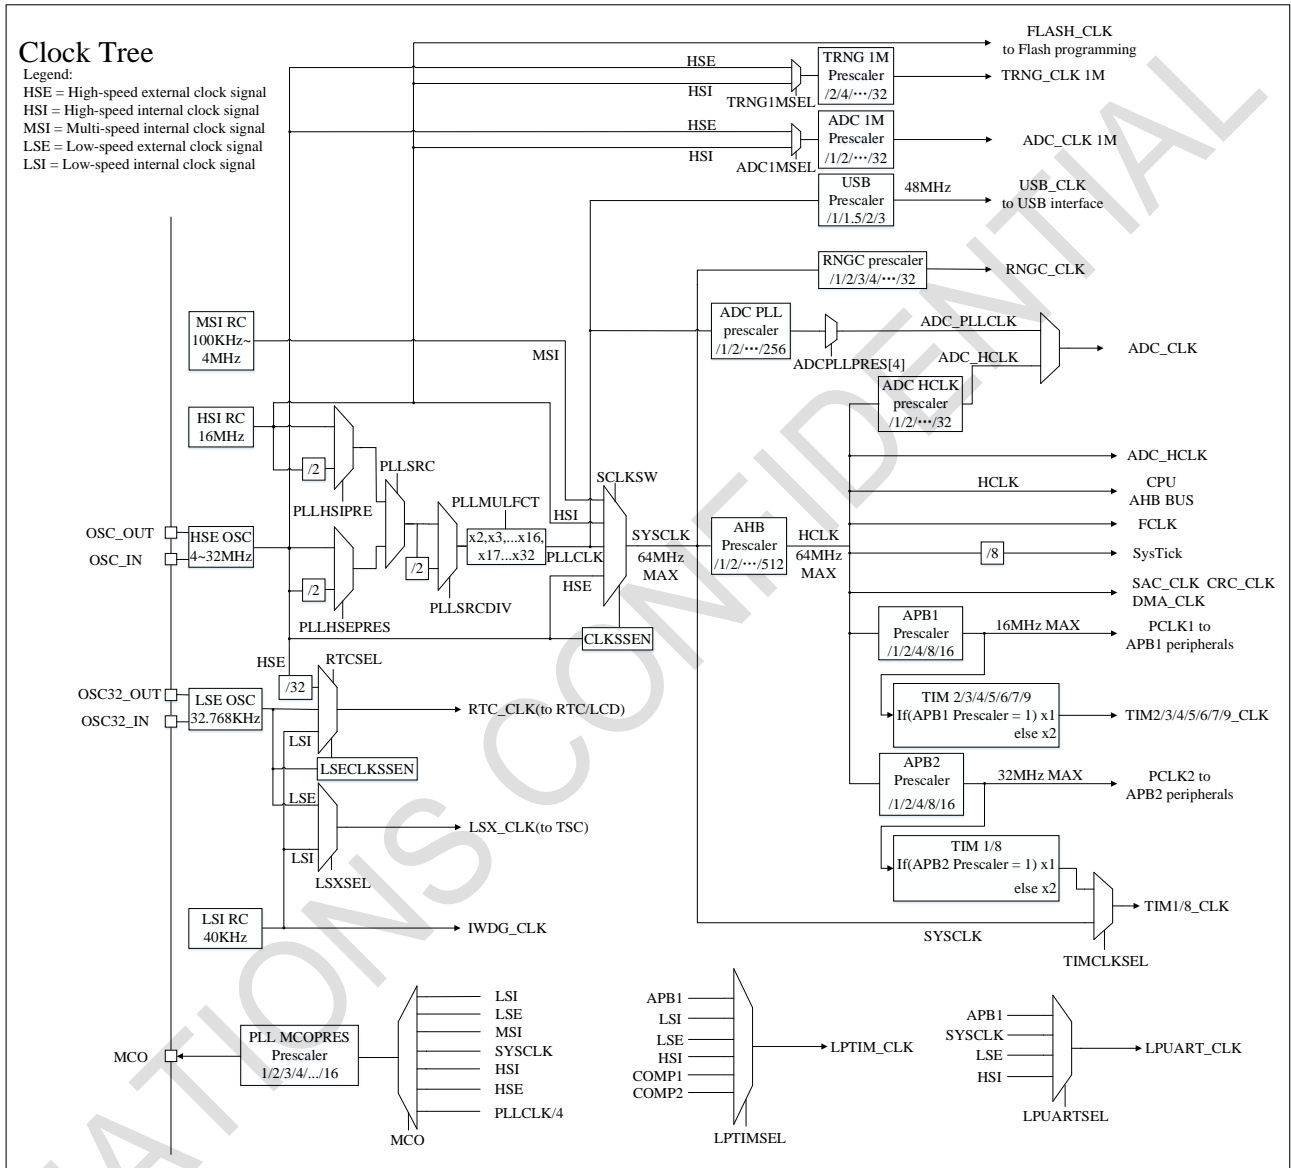 Clock Tree
Legend:
HSE = High-speed external clock signal
HSI = High-speed internal clock signal
MSI = Multi-speed internal clock signal
LSE = Low-speed external clock signal
LSI = Low-speed internal clock signal
FLASH_CLK
to Flash programming
HSE
HSI
TRNG1MSEL
TRNG 1M
Prescaler
/2/4/···/32
TRNG_CLK 1M
HSE
HSI
ADC1MSEL
ADC 1M
Prescaler
/1/2/···/32
ADC_CLK 1M
USB
Prescaler
/1/1.5/2/3
48MHz
USB_CLK
to USB interface
RNGC prescaler
/1/2/3/4/···/32
RNGC_CLK
MSI RC
100KHz~
4MHz
MSI
ADC PLL
prescaler
/1/2/···/256
ADCPLLPRES[4]
ADC_PLLCLK
ADC_HCLK
ADC_CLK
ADC HCLK
prescaler
/1/2/···/32
HSI RC
16MHz
/2
PLLHSIPRE
PLLSRC
PLLMULFCT
SCLKSW
ADC_HCLK
HCLK
CPU
AHB BUS
OSC_OUT
OSC_IN
HSE OSC
4~32MHz
/2
PLLHSEPRES
/2
PLLSRCDIV
x2,x3,...x16,
x17...x32
HSI
PLLCLK
HSE
SYSCLK
64MHz
MAX
AHB
Prescaler
/1/2/···/512
HCLK
64MHz
MAX
FCLK
/8
SysTick
SAC_CLK CRC_CLK
DMA_CLK
CLKSSEN
APB1
Prescaler
/1/2/4/8/16
16MHz MAX
PCLK1 to
APB1 peripherals
HSE
/32
RTCSEL
OSC32_OUT
OSC32_IN
LSE OSC
32.768KHz
LSI
RTC_CLK(to RTC/LCD)
LSECLKSSEN
TIM 2/3/4/5/6/7/9
If(APB1 Prescaler = 1) x1
else x2
TIM2/3/4/5/6/7/9_CLK
APB2
Prescaler
/1/2/4/8/16
32MHz MAX
PCLK2 to
APB2 peripherals
LSE
LSI
LSXSEL
LSX_CLK(to TSC)
TIM 1/8
If(APB2 Prescaler = 1) x1
else x2
TIM1/8_CLK
LSI RC
40KHz
IWDG_CLK
SYSCLK
TIMCLKSEL
MCO
PLL MCOPRES
Prescaler
1/2/3/4/.../16
LSI
LSE
MSI
SYSCLK
HSI
HSE
PLLCLK/4
MCO
APB1
LSI
LSE
HSI
COMP1
COMP2
LPTIMSEL
LPTIM_CLK
APB1
SYSCLK
LSE
HSI
LPUARTSEL
LPUART_CLK
ATIONS CONFIDENTIAL